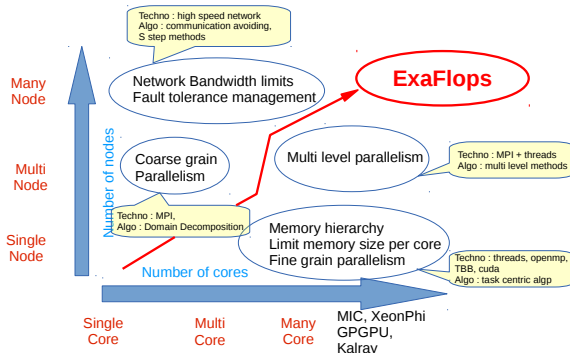 Techno : high speed network
Algo : communication avoiding,
S step methods
Many
Node
Network Bandwidth limits
Fault tolerance management
ExaFlops
Number of nodes
Multi
Node
Coarse grain
Parallelism
Multi level parallelism
Techno : MPI + threads
Algo : multi level methods
Techno : MPI,
Algo : Domain Decomposition,
Single
Node
Memory hierarchy
Limit memory size per core
Fine grain parallelism
Techno : threads, openmp,
TBB, cuda
Algo : task centric algp
Number of cores
Single
Core
Multi
Core
Many
Core
MIC, XeonPhi
GPGPU,
Kalray